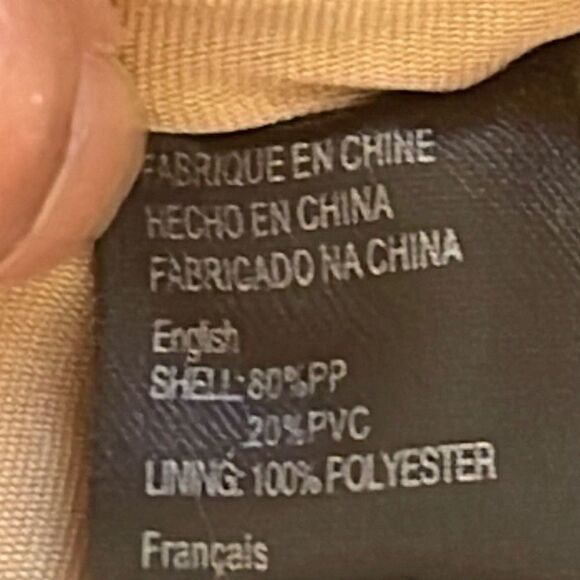 FABRIQUE EN CHINE
HECHO EN CHINA
FABRICADO NA CHINA
English
SHELL: 80%PP
20%PVC
LINING: 100% POLYESTER
Français